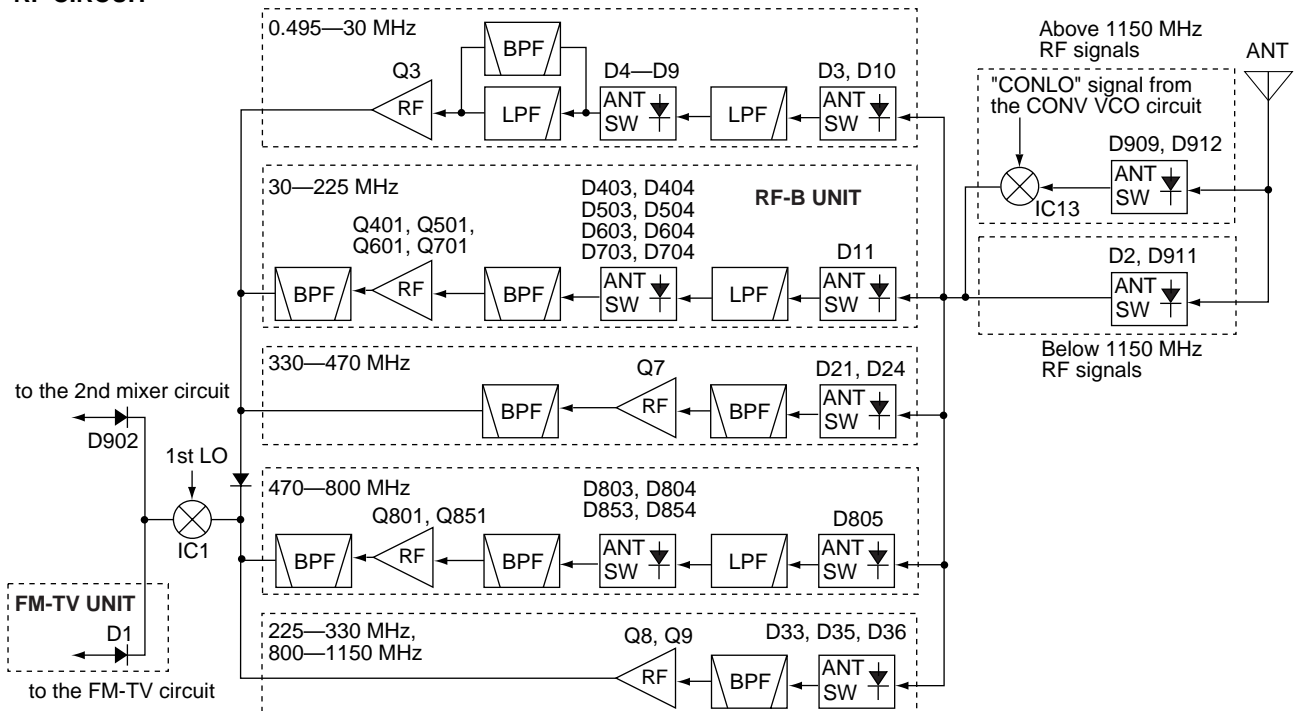 RF CIRCUIT
0.495—30 MHz
BPF
Q3
RF
LPF
D4—D9
ANT
SW
LPF
D3, D10
ANT
SW
Above 1150 MHz
RF signals
ANT
"CONLO" signal from
the CONV VCO circuit
D909, D912
ANT
SW
IC13
30—225 MHz
Q401, Q501,
Q601, Q701
D403, D404
D503, D504
D603, D604
D703, D704
RF-B UNIT
BPF
RF
BPF
ANT
SW
LPF
D11
ANT
SW
D2, D911
ANT
SW
Below 1150 MHz
RF signals
330—470 MHz
BPF
Q7
RF
BPF
D21, D24
ANT
SW
to the 2nd mixer circuit
D902
1st LO
IC1
470—800 MHz
Q801, Q851
D803, D804
D853, D854
D805
BPF
RF
BPF
ANT
SW
LPF
ANT
SW
FM-TV UNIT
D1
to the FM-TV circuit
225—330 MHz,
800—1150 MHz
Q8, Q9
RF
BPF
D33, D35, D36
ANT
SW